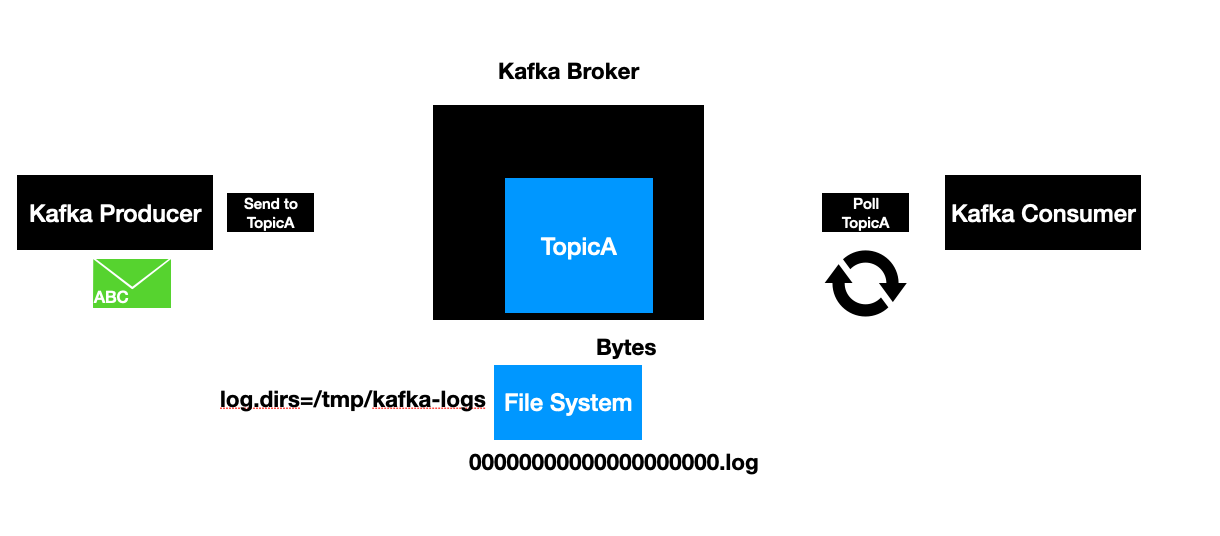 Kafka Broker
Kafka Producer
Send to
TopicA
ABC
TopicA
Poll
TopicA
Kafka Consumer
Bytes
log.dirs=/tmp/kafka-logs
File System
00000000000000000000.log